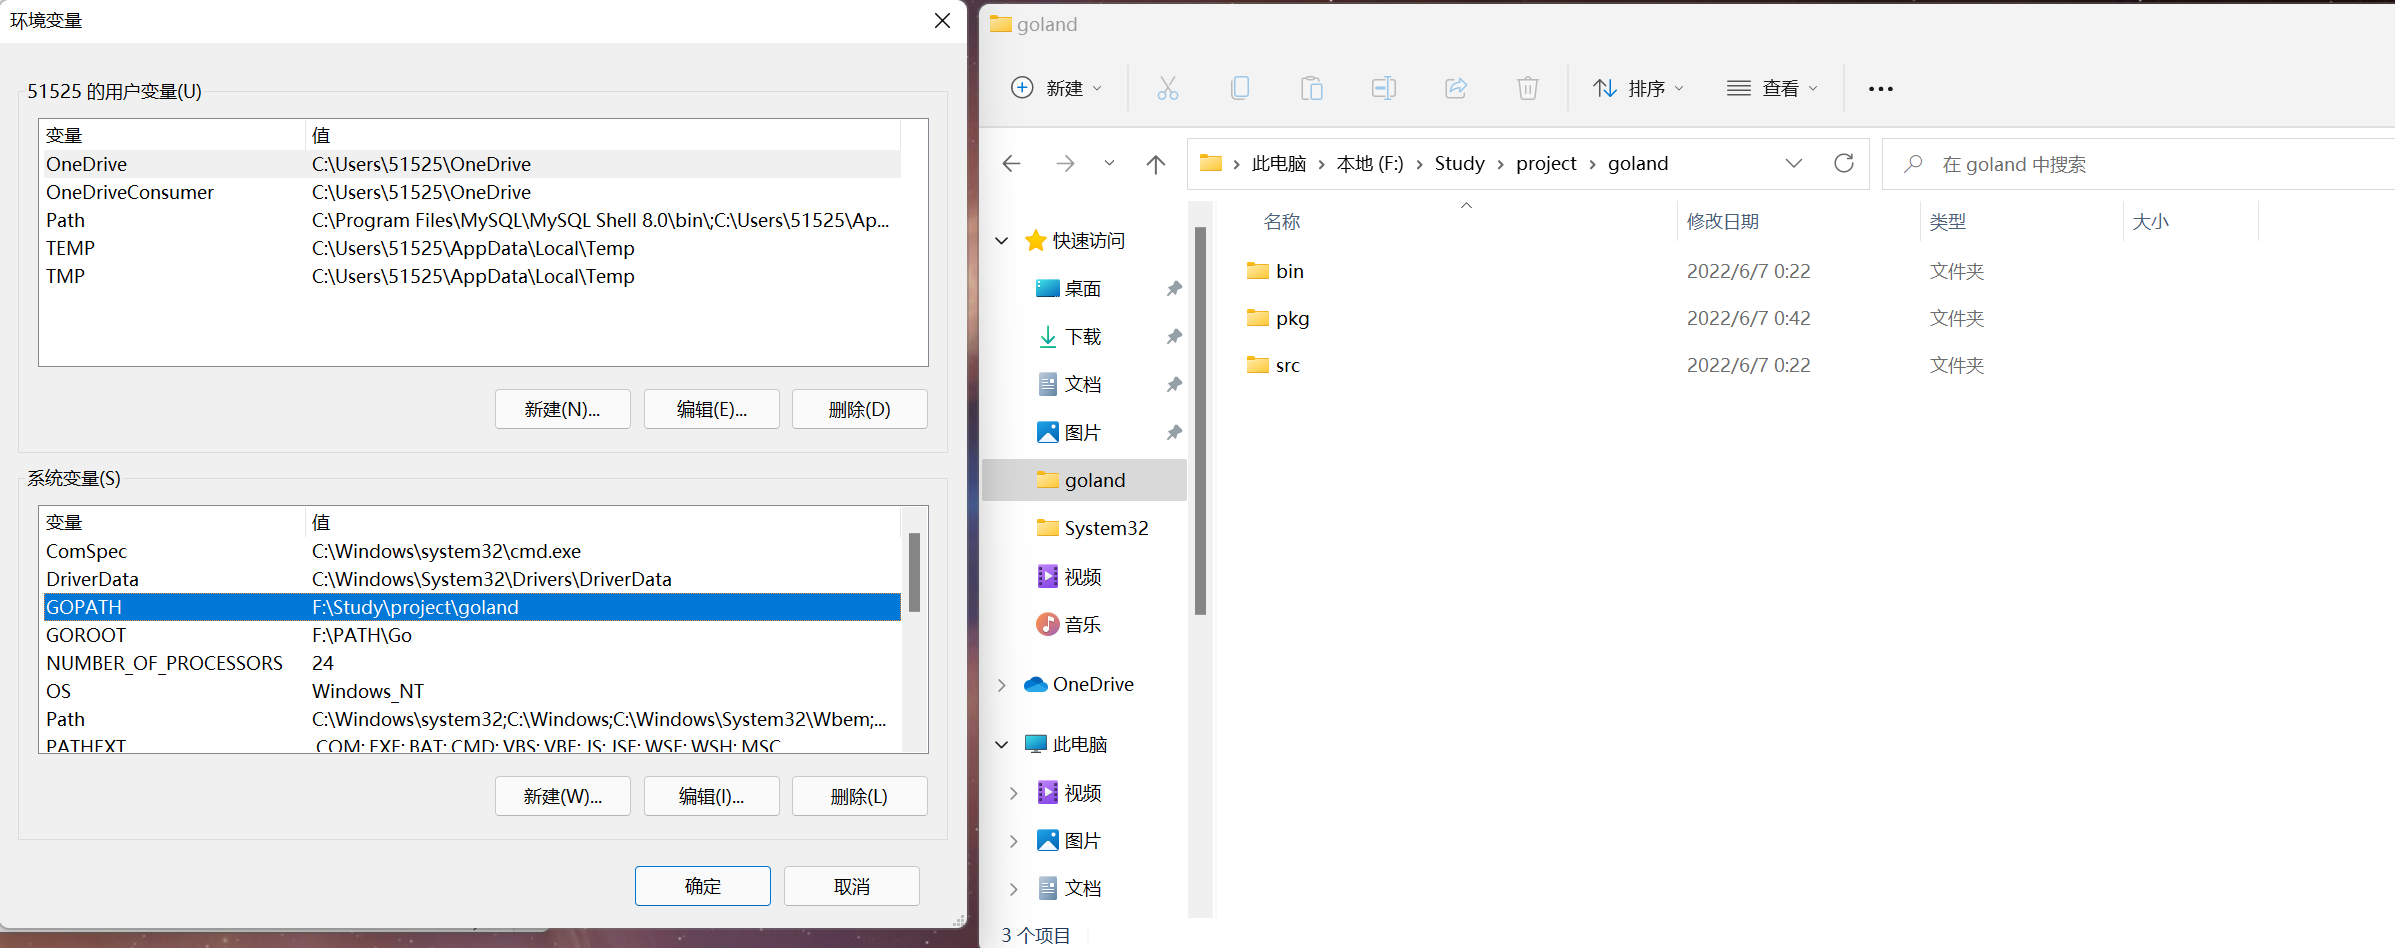 环境变量
51525 的用户变量(U)
变量 值
OneDrive C:\Users\51525\OneDrive
OneDriveConsumer C:\Users\51525\OneDrive
Path C:\Program Files\MySQL\MySQL Shell 8.0\bin\;C:\Users\51525\Ap...
TEMP C:\Users\51525\AppData\Local\Temp
TMP C:\Users\51525\AppData\Local\Temp
新建(N)... 编辑(E)... 删除(D)
系统变量(S)
变量 值
ComSpec C:\Windows\system32\cmd.exe
DriverData C:\Windows\System32\Drivers\DriverData
GOPATH F:\Study\project\goland
GOROOT F:\PATH\Go
NUMBER_OF_PROCESSORS 24
OS Windows_NT
Path C:\Windows\system32;C:\Windows;C:\Windows\System32\Wbem;...
PATHEXT .COM;.EXE;.BAT;.CMD;.VBS;.VBE;.JS;.JSE;.WSF;.WSH;.MSC
新建(W)... 编辑(I)... 删除(L)
确定 取消
goland
新建 排序 查看
此电脑 › 本地 (F:) › Study › project › goland
在 goland 中搜索
名称 修改日期 类型 大小
bin 2022/6/7 0:22 文件夹
pkg 2022/6/7 0:42 文件夹
src 2022/6/7 0:22 文件夹
快速访问
桌面
下载
文档
图片
goland
System32
视频
音乐
OneDrive
此电脑
视频
图片
文档
3 个项目